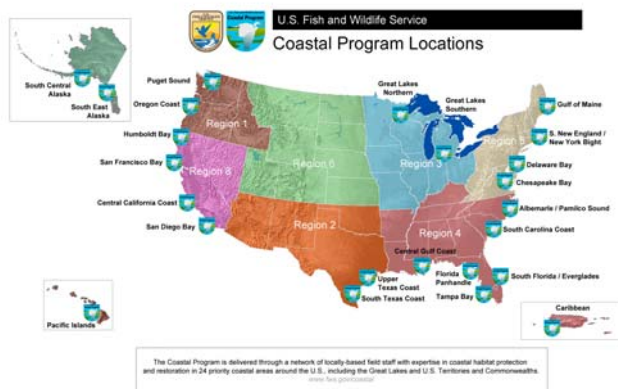 U.S. Fish and Wildlife Service
Coastal Program Locations
South Central
Alaska
South East
Alaska
Puget Sound
Oregon Coast
Humboldt Bay
San Francisco Bay
Central California Coast
San Diego Bay
Pacific Islands
Great Lakes
Northern
Great Lakes
Southern
Region 1
Region 6
Region 3
Region 5
Region 8
Region 2
Region 4
Gulf of Maine
S. New England /
New York Bight
Delaware Bay
Chesapeake Bay
Albemarle / Pamlico Sound
South Carolina Coast
Central Gulf Coast
Upper
Texas Coast
South Texas Coast
Florida
Panhandle
Tampa Bay
South Florida / Everglades
Caribbean
The Coastal Program is delivered through a network of locally-based field staff with expertise in coastal habitat protection
and restoration in 24 priority coastal areas around the U.S., including the Great Lakes and U.S. Territories and Commonwealths.
www.fws.gov/coastal